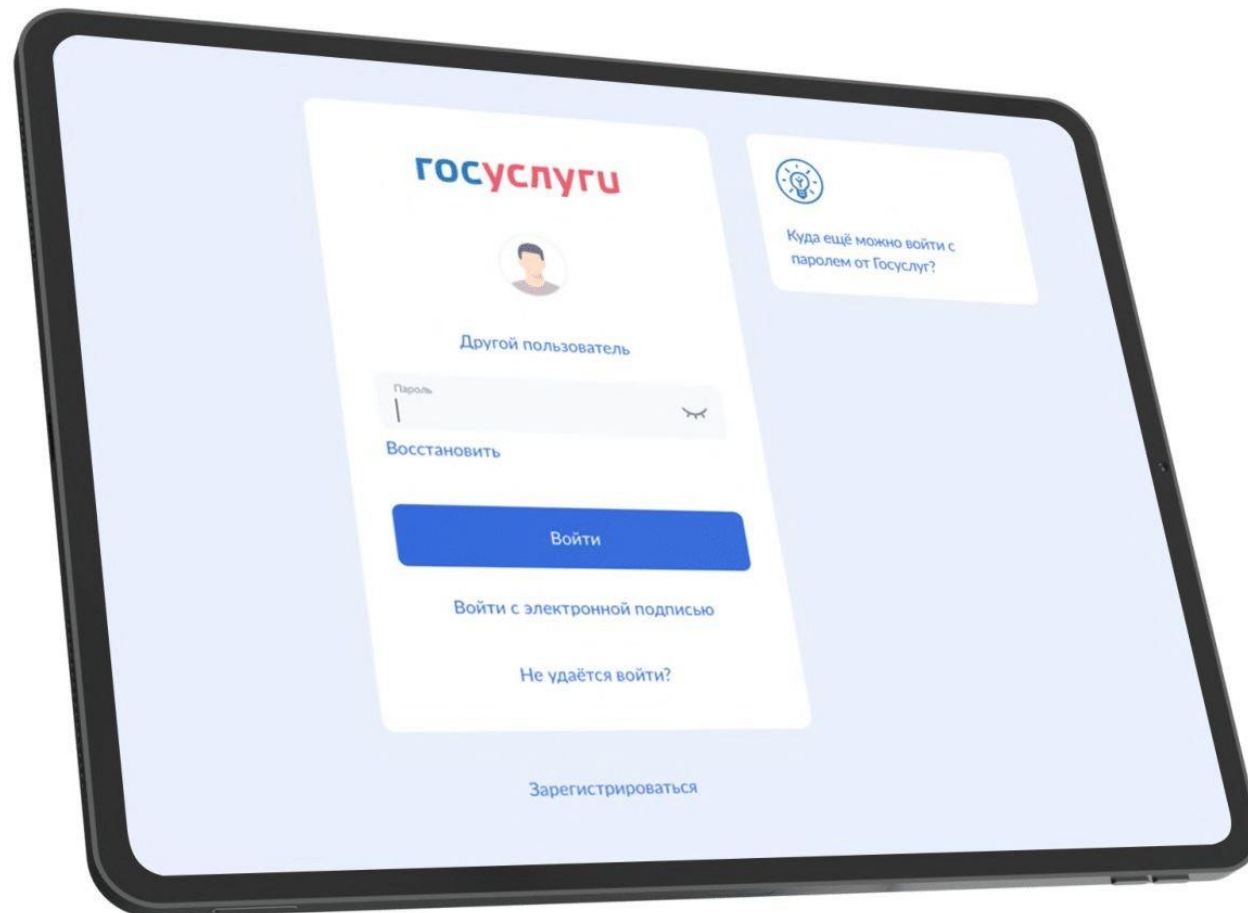 госуслуги
Другой пользователь
Пароль
Восстановить
Войти
Войти с электронной подписью
Не удаётся войти?
Зарегистрироваться
Куда ещё можно войти с
паролем от Госуслуг?